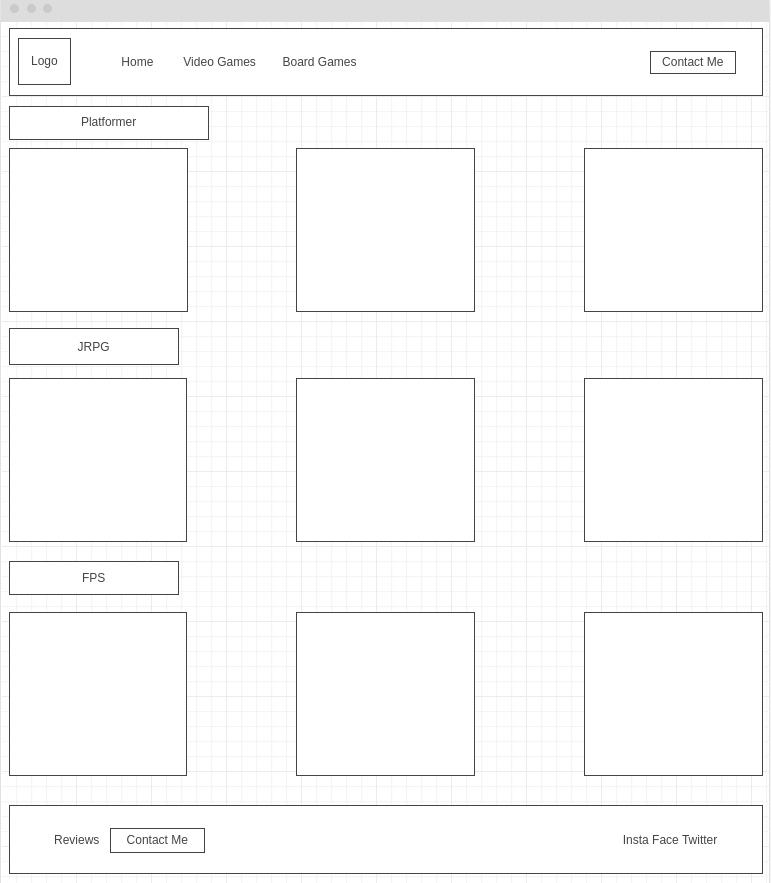 Logo
Home Video Games Board Games
Contact Me
Platformer
JRPG
FPS
Reviews Contact Me
Insta Face Twitter